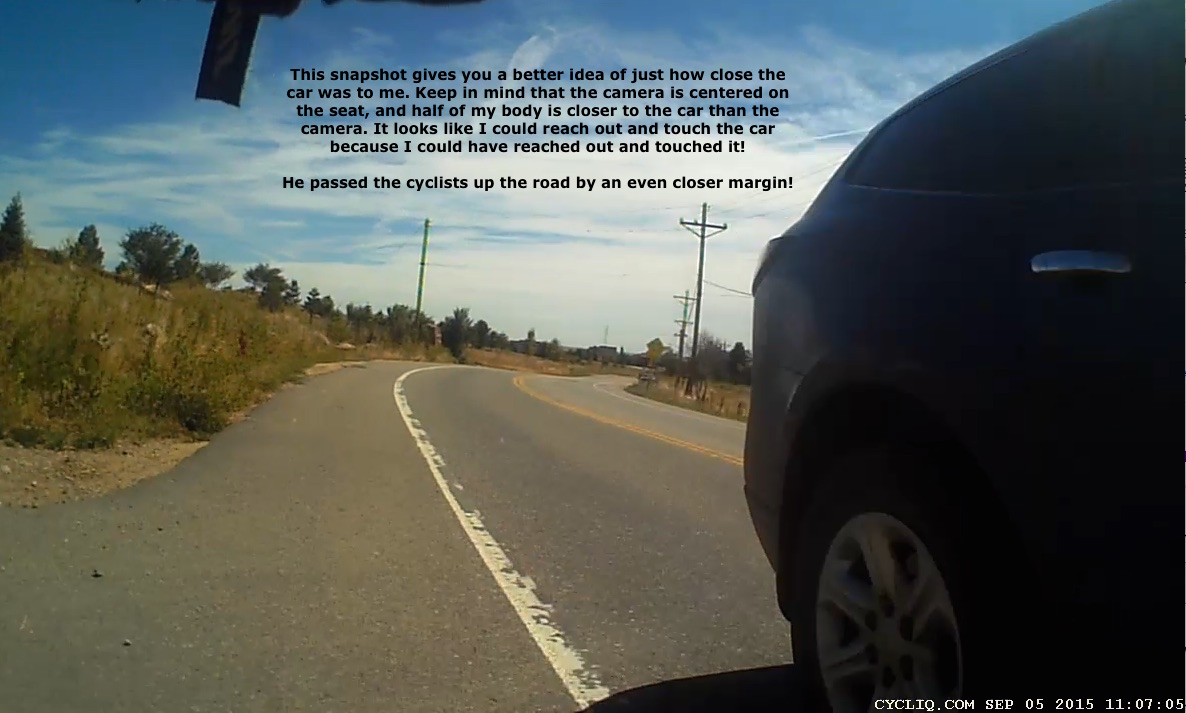 This snapshot gives you a better idea of just how close the
car was to me. Keep in mind that the camera is centered on
the seat, and half of my body is closer to the car than the
camera. It looks like I could reach out and touch the car
because I could have reached out and touched it!
He passed the cyclists up the road by an even closer margin!
CYCLIQ.COM SEP 05 2015 11:07:05